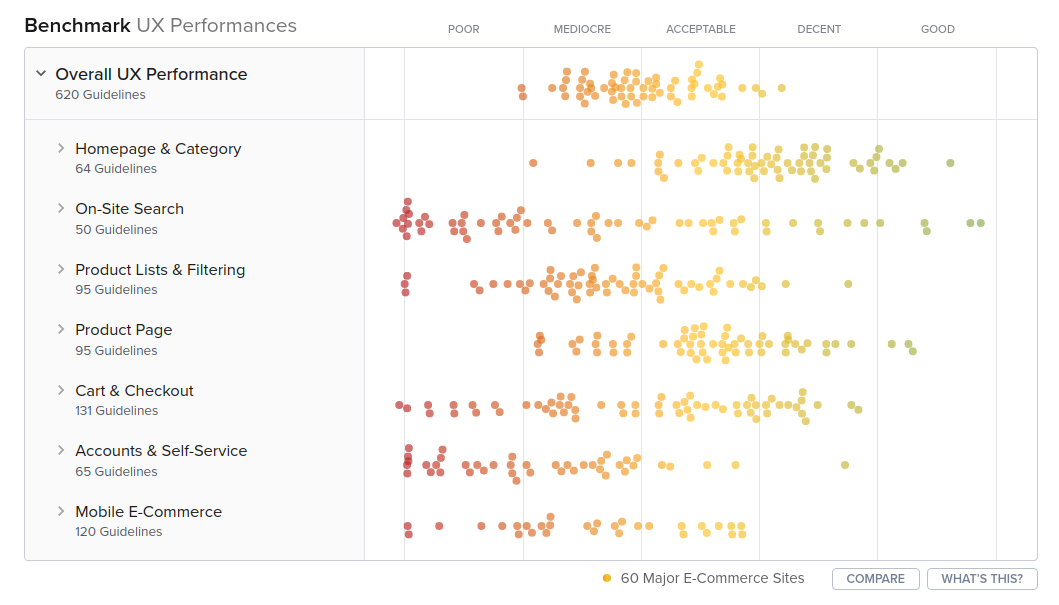 Benchmark UX Performances
POOR
MEDIOCRE
ACCEPTABLE
DECENT
GOOD
Overall UX Performance
620 Guidelines
Homepage & Category
64 Guidelines
On-Site Search
50 Guidelines
Product Lists & Filtering
95 Guidelines
Product Page
95 Guidelines
Cart & Checkout
131 Guidelines
Accounts & Self-Service
65 Guidelines
Mobile E-Commerce
120 Guidelines
60 Major E-Commerce Sites
COMPARE
WHAT'S THIS?